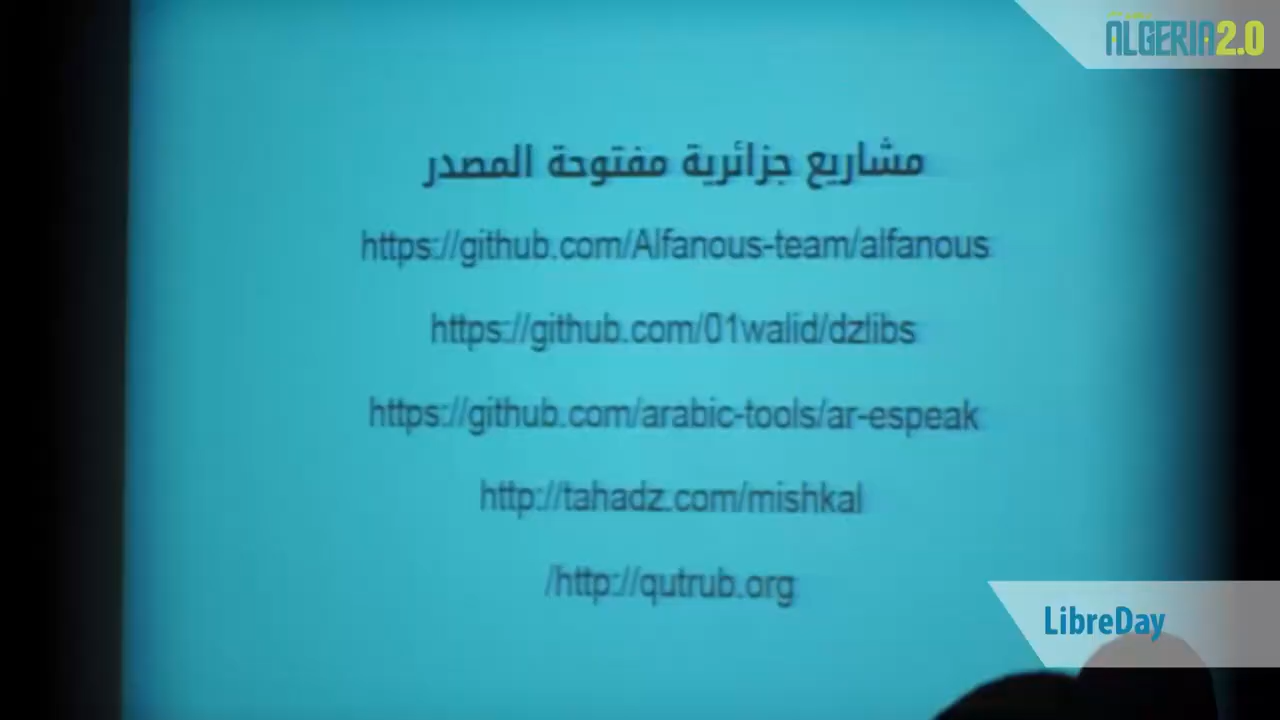 ALGERIA2.0
مشاريع جزائرية مفتوحة المصدر
https://github.com/Alfanous-team/alfanous
https://github.com/01walid/dzlibs
https://github.com/arabic-tools/ar-espeak
http://tahadz.com/mishkal
/http://qutrub.org
LibreDay